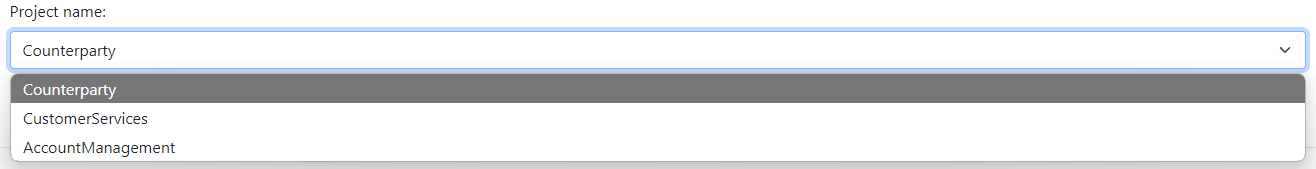 Project name:
Counterparty
Counterparty
CustomerServices
AccountManagement